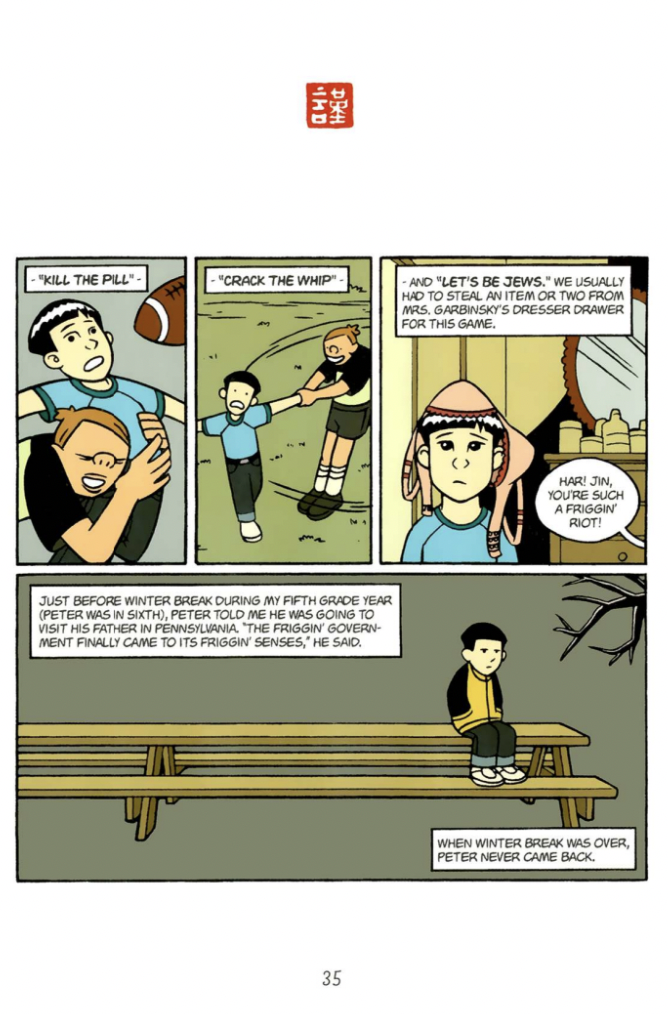 謹
- "KILL THE PILL" -
- "CRACK THE WHIP" -
- AND "LET'S BE JEWS." WE USUALLY
HAD TO STEAL AN ITEM OR TWO FROM
MRS. GARBINSKY'S DRESSER DRAWER
FOR THIS GAME.
HAR! JIN,
YOU'RE SUCH
A FRIGGIN'
RIOT!
JUST BEFORE WINTER BREAK DURING MY FIFTH GRADE YEAR
(PETER WAS IN SIXTH), PETER TOLD ME HE WAS GOING TO
VISIT HIS FATHER IN PENNSYLVANIA. "THE FRIGGIN' GOVERN-
MENT FINALLY CAME TO ITS FRIGGIN' SENSES," HE SAID.
WHEN WINTER BREAK WAS OVER,
PETER NEVER CAME BACK.
35